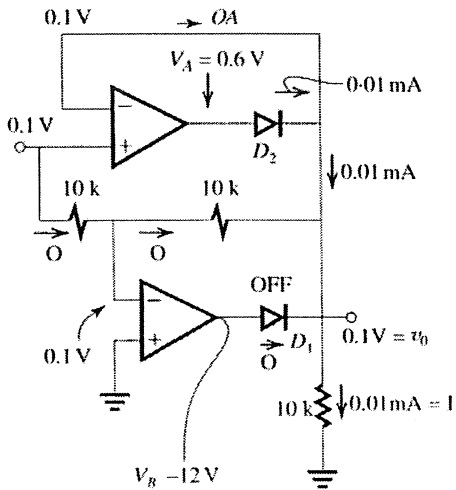 0.1 V
OA
V_A = 0.6 V
0·01 mA
0.1 V
−
+
D_2
0.01 mA
10 k
10 k
O
O
OFF
−
+
0.1 V
O
D_1
0.1V = v_0
10 k
0.01 mA = I
V_B −12 V